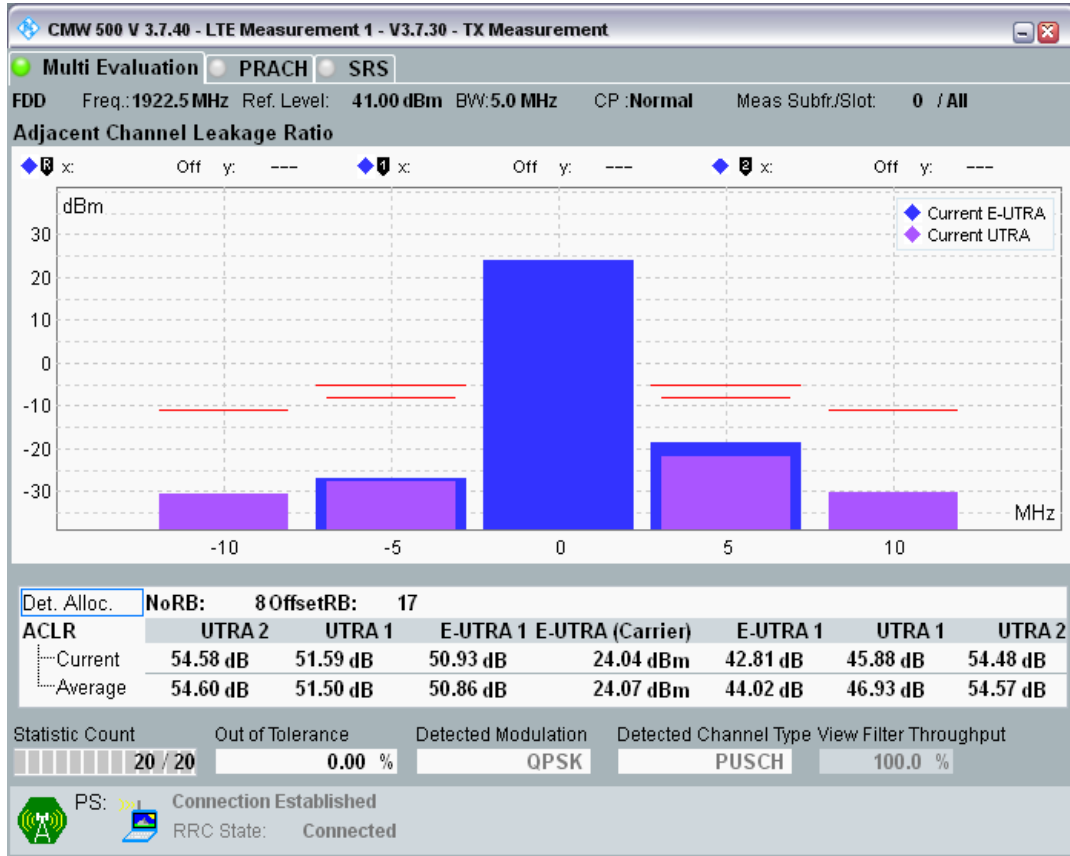 CMW 500 V 3.7.40 - LTE Measurement 1 - V3.7.30 - TX Measurement
Multi Evaluation PRACH SRS
FDD Freq.: 1922.5 MHz Ref. Level: 41.00 dBm BW: 5.0 MHz CP : Normal Meas Subfr./Slot: 0 / All
Adjacent Channel Leakage Ratio
R x: Off y: --- 1 x: Off y: --- 2 x: Off y: ---
dBm
Current E-UTRA
Current UTRA
30
20
10
0
-10
-20
-30
MHz
-10 -5 0 5 10
Det. Alloc. NoRB: 8 OffsetRB: 17
ACLR UTRA 2 UTRA 1 E-UTRA 1 E-UTRA (Carrier) E-UTRA 1 UTRA 1 UTRA 2
Current 54.58 dB 51.59 dB 50.93 dB 24.04 dBm 42.81 dB 45.88 dB 54.48 dB
Average 54.60 dB 51.50 dB 50.86 dB 24.07 dBm 44.02 dB 46.93 dB 54.57 dB
Statistic Count Out of Tolerance Detected Modulation Detected Channel Type View Filter Throughput
20 / 20 0.00 % QPSK PUSCH 100.0 %
PS: Connection Established
RRC State: Connected